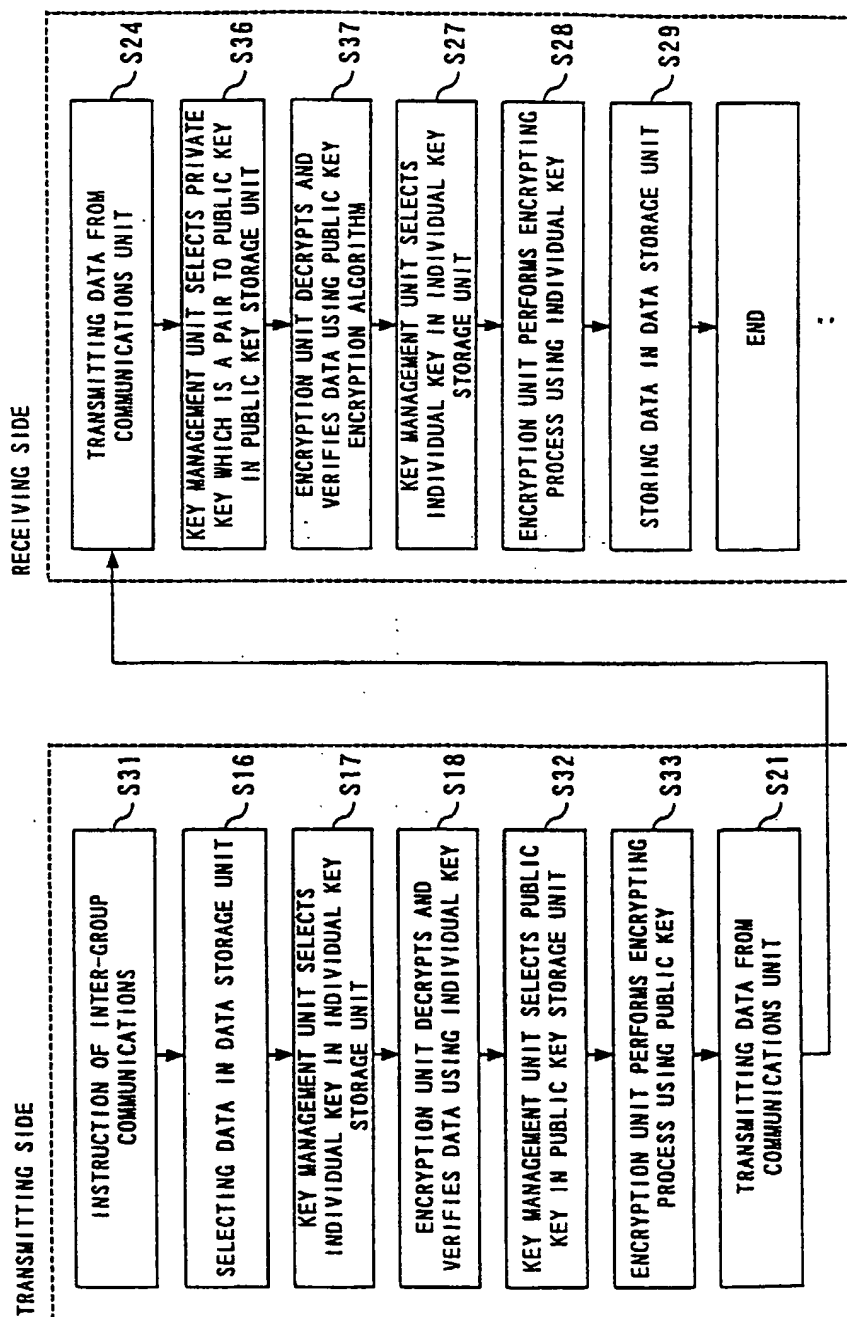 TRANSMITTING SIDE
INSTRUCTION OF INTER-GROUP
COMMUNICATIONS
S31
SELECTING DATA IN DATA STORAGE UNIT
S16
KEY MANAGEMENT UNIT SELECTS
INDIVIDUAL KEY IN INDIVIDUAL KEY
STORAGE UNIT
S17
ENCRYPTION UNIT DECRYPTS AND
VERIFIES DATA USING INDIVIDUAL KEY
S18
KEY MANAGEMENT UNIT SELECTS PUBLIC
KEY IN PUBLIC KEY STORAGE UNIT
S32
ENCRYPTION UNIT PERFORMS ENCRYPTING
PROCESS USING PUBLIC KEY
S33
TRANSMITTING DATA FROM
COMMUNICATIONS UNIT
S21
RECEIVING SIDE
TRANSMITTING DATA FROM
COMMUNICATIONS UNIT
S24
KEY MANAGEMENT UNIT SELECTS PRIVATE
KEY WHICH IS A PAIR TO PUBLIC KEY
IN PUBLIC KEY STORAGE UNIT
S36
ENCRYPTION UNIT DECRYPTS AND
VERIFIES DATA USING PUBLIC KEY
ENCRYPTION ALGORITHM
S37
KEY MANAGEMENT UNIT SELECTS
INDIVIDUAL KEY IN INDIVIDUAL KEY
STORAGE UNIT
S27
ENCRYPTION UNIT PERFORMS ENCRYPTING
PROCESS USING INDIVIDUAL KEY
S28
STORING DATA IN DATA STORAGE UNIT
S29
END